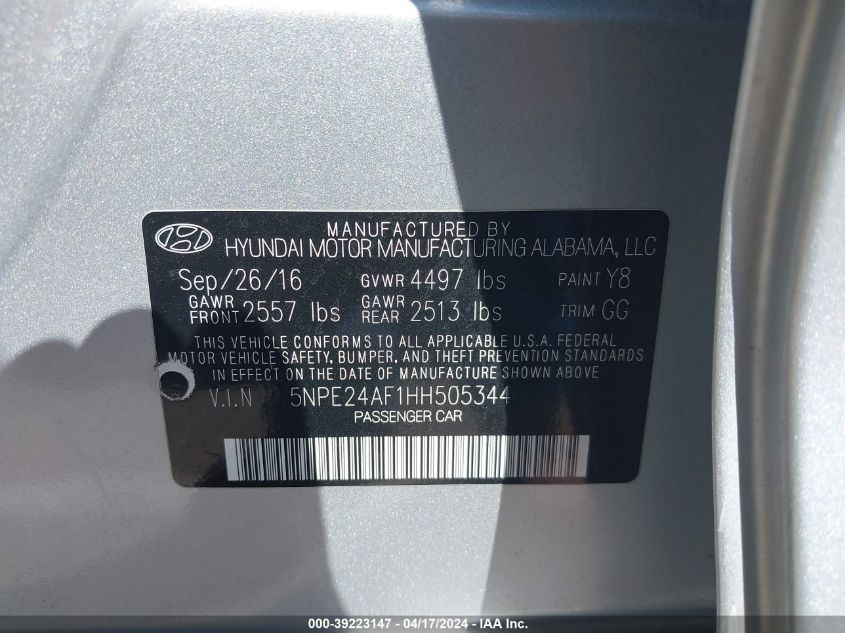 MANUFACTURED BY
HYUNDAI MOTOR MANUFACTURING ALABAMA, LLC
Sep/26/16 GVWR 4497 lbs PAINT Y8
GAWR FRONT 2557 lbs GAWR REAR 2513 lbs TRIM GG
THIS VEHICLE CONFORMS TO ALL APPLICABLE U.S.A. FEDERAL
MOTOR VEHICLE SAFETY, BUMPER, AND THEFT PREVENTION STANDARDS
IN EFFECT ON THE DATE OF MANUFACTURE SHOWN ABOVE.
V.I.N 5NPE24AF1HH505344
PASSENGER CAR
000-39223147 - 04/17/2024 - IAA Inc.